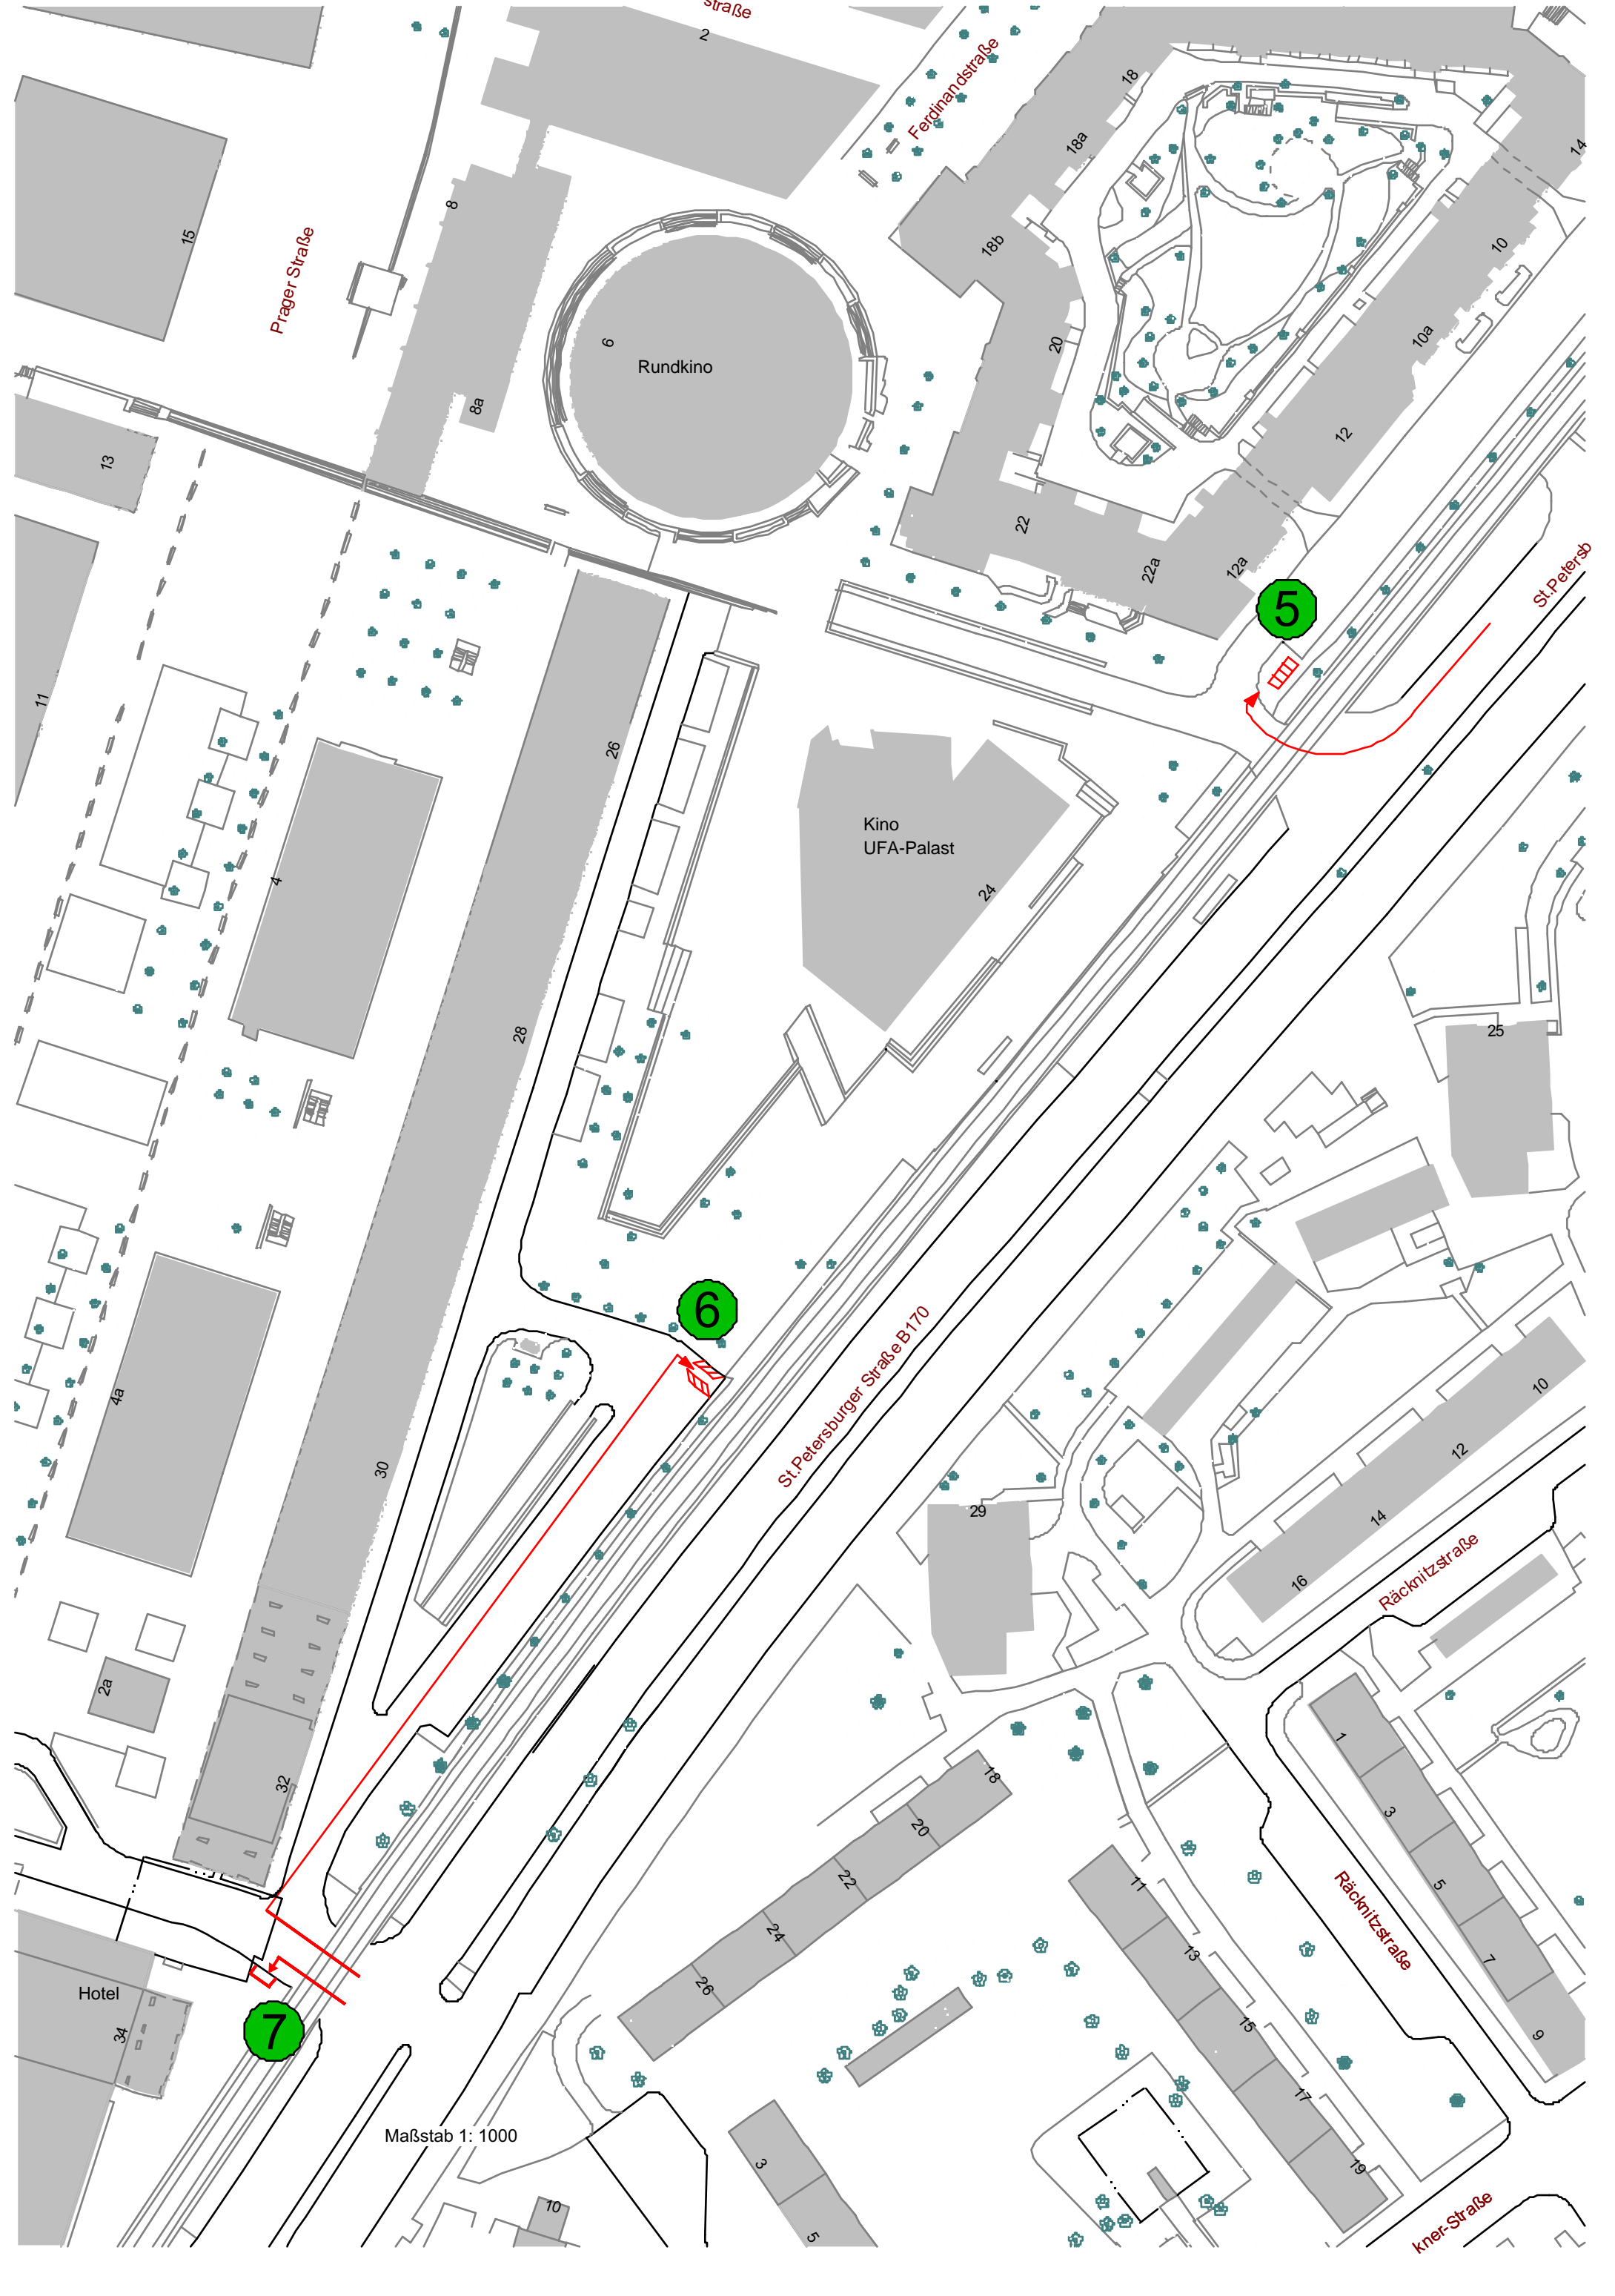 straße
2
Ferdinandstraße
18
18a
14
8
15
Prager Straße
18b
10
6
Rundkino
20
10a
8a
12
13
22
22a
12a
St.Petersb
5
11
26
Kino
UFA-Palast
4
24
28
25
6
St.Petersburger Straße B170
4a
10
12
30
29
14
Räcknitzstraße
16
2a
1
32
18
3
20
22
11
5
Räcknitzstraße
24
13
7
26
Hotel
7
34
15
9
17
Maßstab 1: 1000
3
19
10
5
kner-Straße